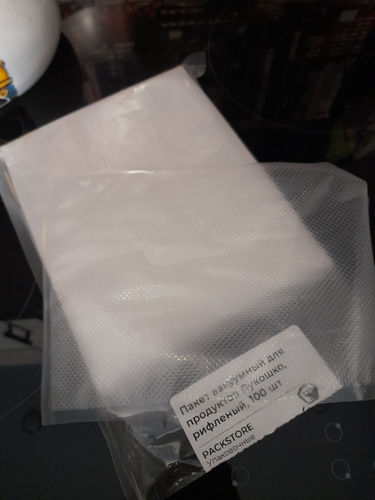 Пакет вакуумный для
продуктов Лукошко,
рифленый, 100 шт
PACKSTORE
Упаковочные